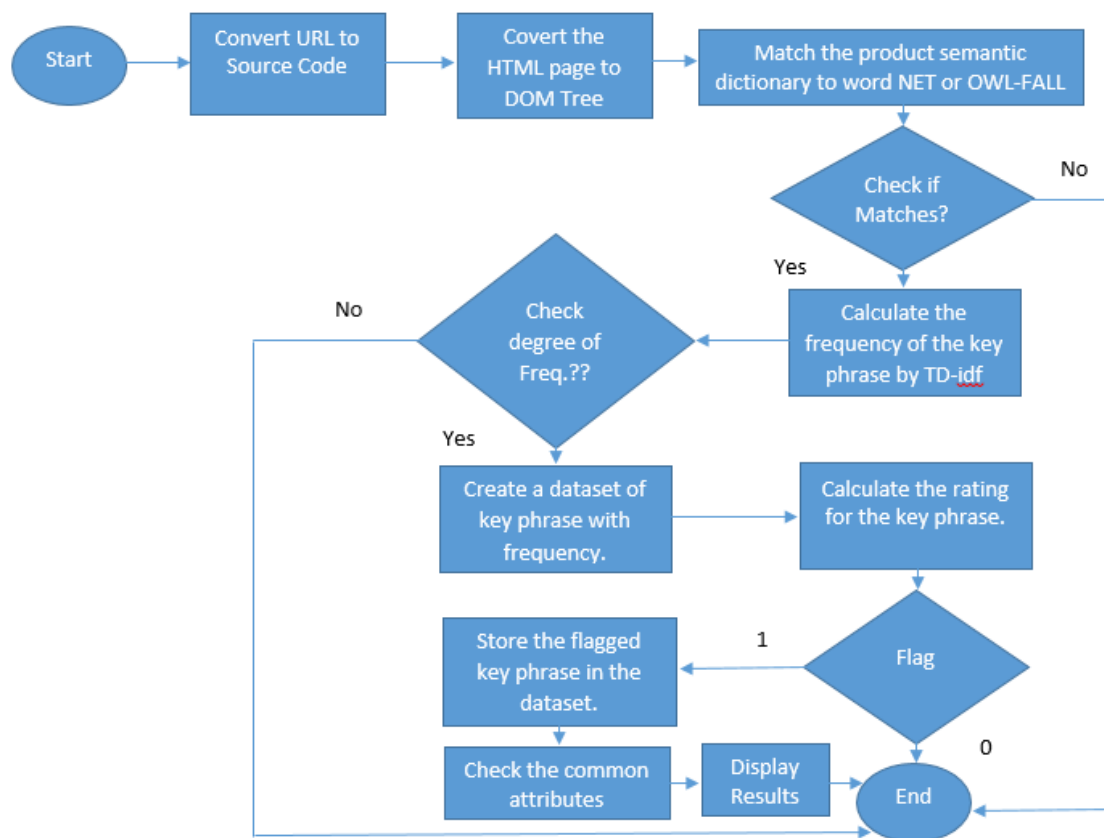 Start
Convert URL to
Source Code
Covert the
HTML page to
DOM Tree
Match the product semantic
dictionary to word NET or OWL-FALL
Check if
Matches?
No
Yes
Calculate the
frequency of the key
phrase by TD-idf
Check
degree of
Freq.??
No
Yes
Create a dataset of
key phrase with
frequency.
Calculate the rating
for the key phrase.
Flag
1
0
Store the flagged
key phrase in the
dataset.
Check the common
attributes
Display
Results
End